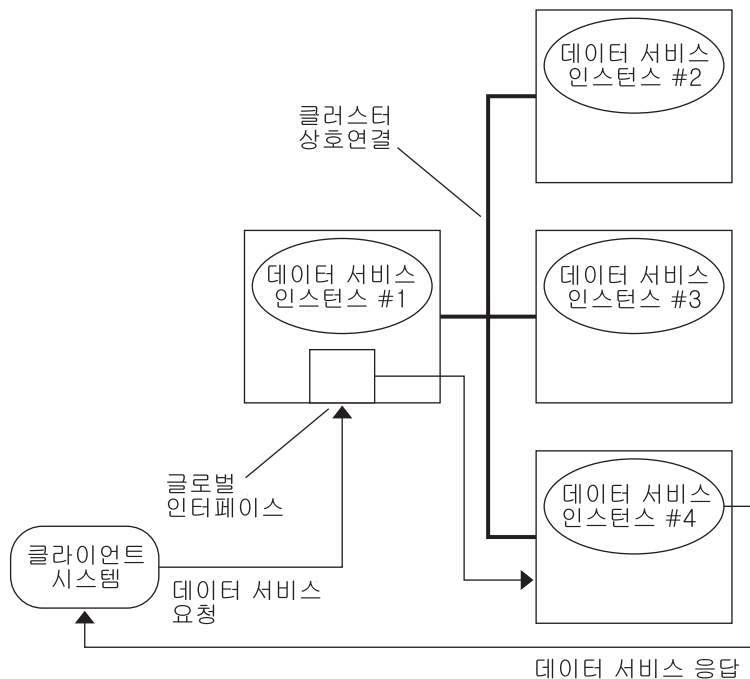 데이터 서비스
인스턴스 #2
클러스터
상호연결
데이터 서비스
인스턴스 #1
데이터 서비스
인스턴스 #3
글로벌
인터페이스
데이터 서비스
인스턴스 #4
클라이언트
시스템
데이터 서비스
요청
데이터 서비스 응답